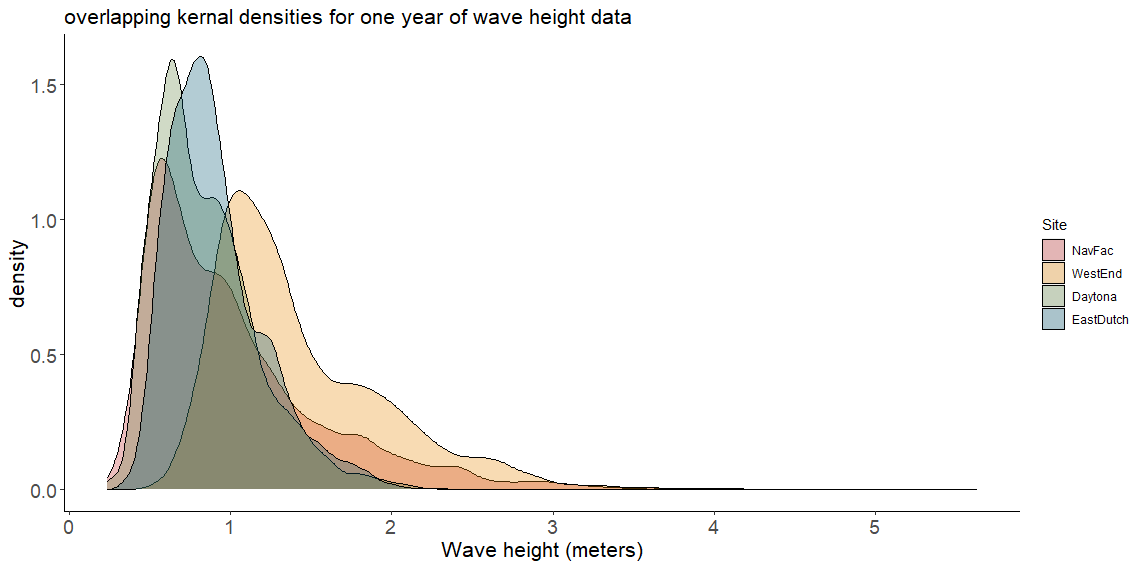 overlapping kernal densities for one year of wave height data
density
1.5
1.0
0.5
0.0
0 1 2 3 4 5
Wave height (meters)
Site
NavFac
WestEnd
Daytona
EastDutch